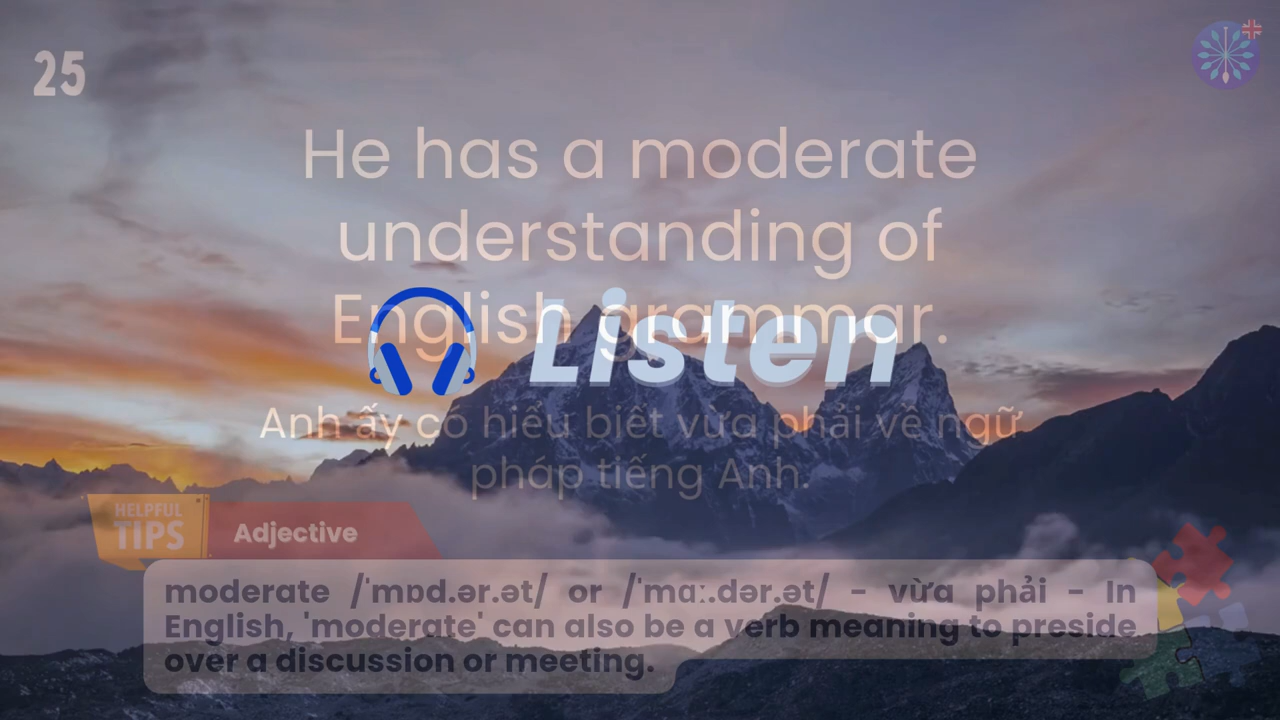 25
He has a moderate
understanding of
English grammar.
Listen
Anh ấy có hiểu biết vừa phải về ngữ
pháp tiếng Anh.
HELPFUL
TIPS
Adjective
moderate /ˈmɒd.ər.ət/ or /ˈmɑː.dər.ət/ - vừa phải - In
English, 'moderate' can also be a verb meaning to preside
over a discussion or meeting.